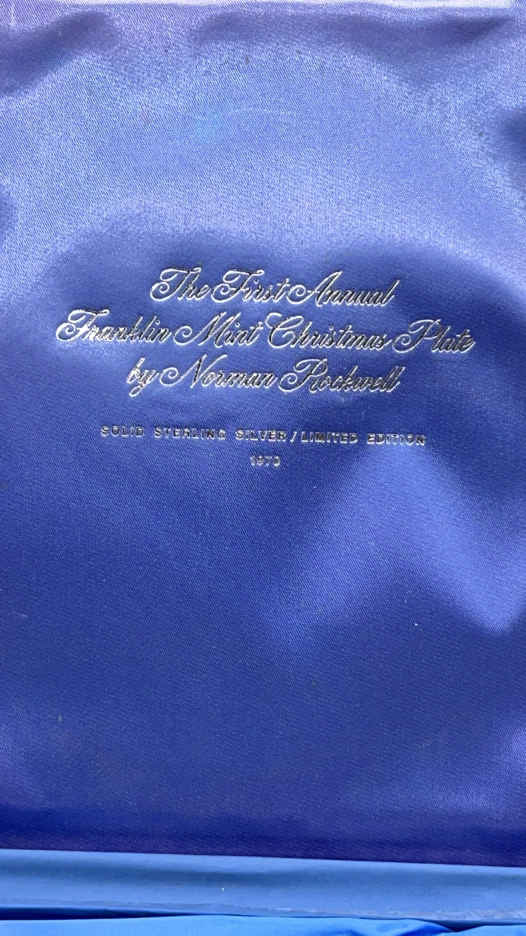 The First Annual
Franklin Mint Christmas Plate
by Norman Rockwell
SOLID STERLING SILVER / LIMITED EDITION
1970